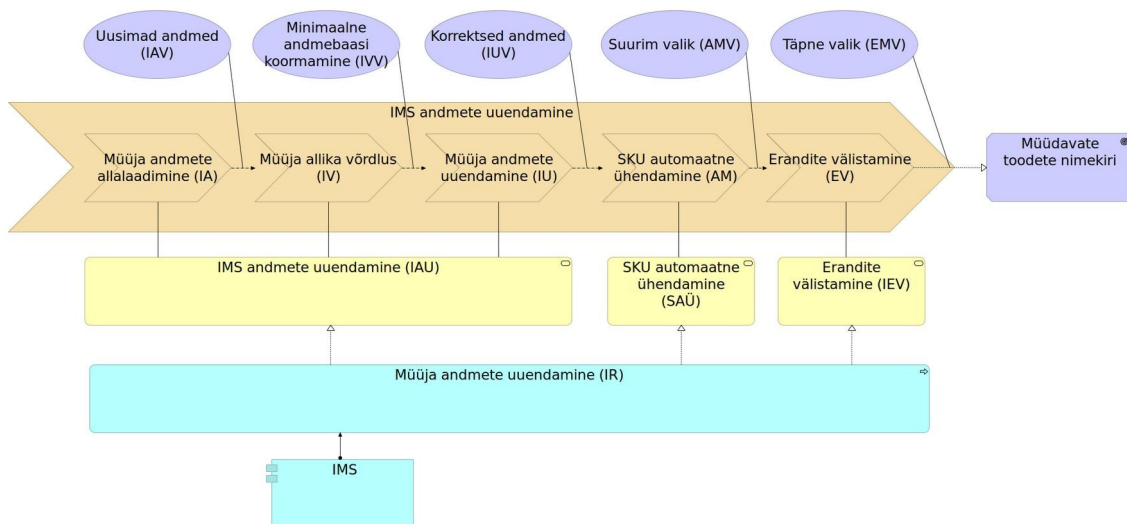 Uusimad andmed
(IAV)
Minimaalne
andmebaasi
koormamine (IVV)
Korrektsed andmed
(IUV)
Suurim valik (AMV)
Täpne valik (EMV)
IMS andmete uuendamine
Müüja andmete
allalaadimine (IA)
Müüja allika võrdlus
(IV)
Müüja andmete
uuendamine (IU)
SKU automaatne
ühendamine (AM)
Erandite välistamine
(EV)
Müüdavate
toodete nimekiri
IMS andmete uuendamine (IAU)
SKU automaatne
ühendamine
(SAÜ)
Erandite
välistamine (IEV)
Müüja andmete uuendamine (IR)
IMS